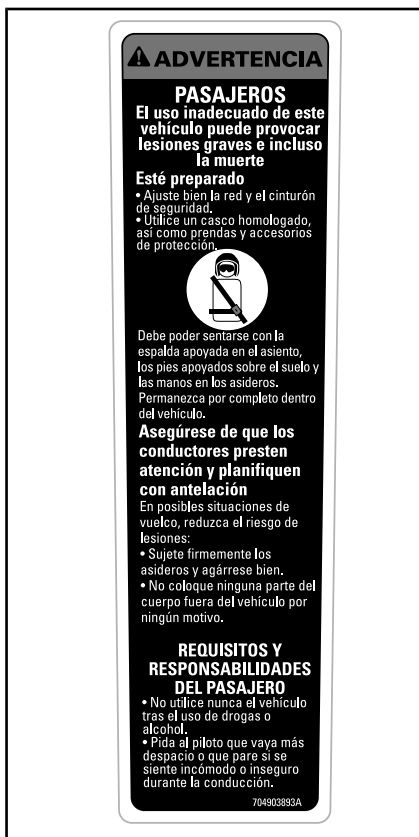 ADVERTENCIA
PASAJEROS
El uso inadecuado de este
vehículo puede provocar
lesiones graves e incluso
la muerte
Esté preparado
• Ajuste bien la red y el cinturón
de seguridad.
• Utilice un casco homologado,
así como prendas y accesorios
de protección.
Debe poder sentarse con la
espalda apoyada en el asiento,
los pies apoyados sobre el suelo y
las manos en los asideros.
Permanezca por completo dentro
del vehículo.
Asegúrese de que los
conductores presten
atención y planifiquen
con antelación
En posibles situaciones de
vuelco, reduzca el riesgo de
lesiones:
• Sujete firmemente los
asideros y agárrese bien.
• No coloque ninguna parte del
cuerpo fuera del vehículo por
ningún motivo.
REQUISITOS Y
RESPONSABILIDADES
DEL PASAJERO
• No utilice nunca el vehículo
tras el uso de drogas o
alcohol.
• Pida al piloto que vaya más
despacio o que pare si se
siente incómodo o inseguro
durante la conducción.
704903893A